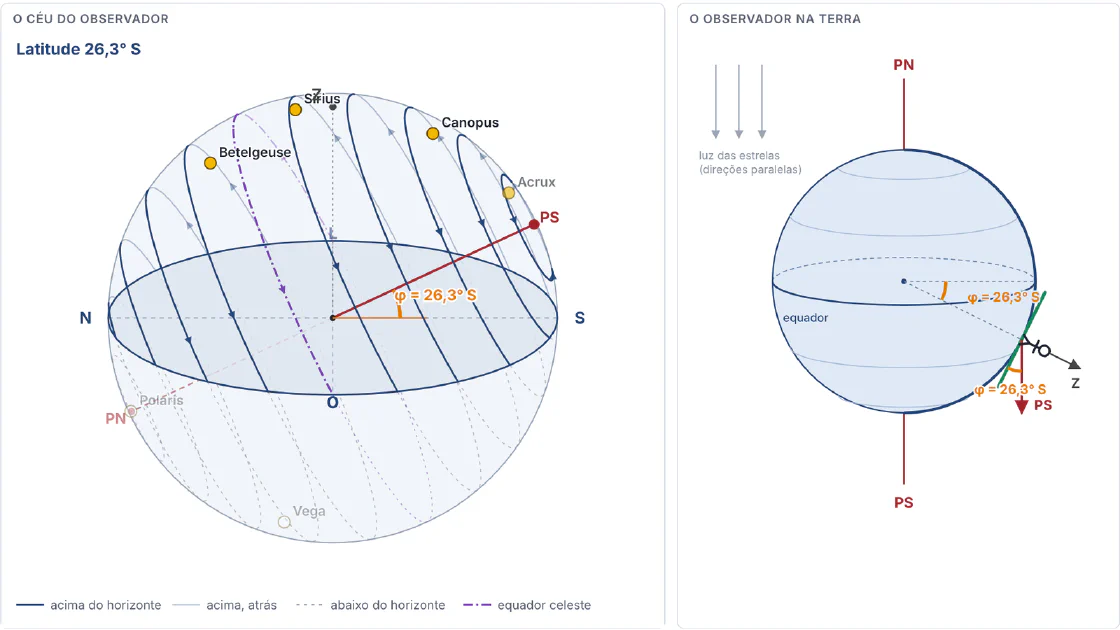 O CÉU DO OBSERVADOR
Latitude 26,3° S
Z
Sírius
Canopus
Betelgeuse
Acrux
PS
L
φ = 26,3° S
N
S
O
Poláris
PN
Vega
acima do horizonte
acima, atrás
abaixo do horizonte
equador celeste
O OBSERVADOR NA TERRA
PN
luz das estrelas
(direções paralelas)
φ = 26,3° S
equador
Z
φ = 26,3° S
PS
PS